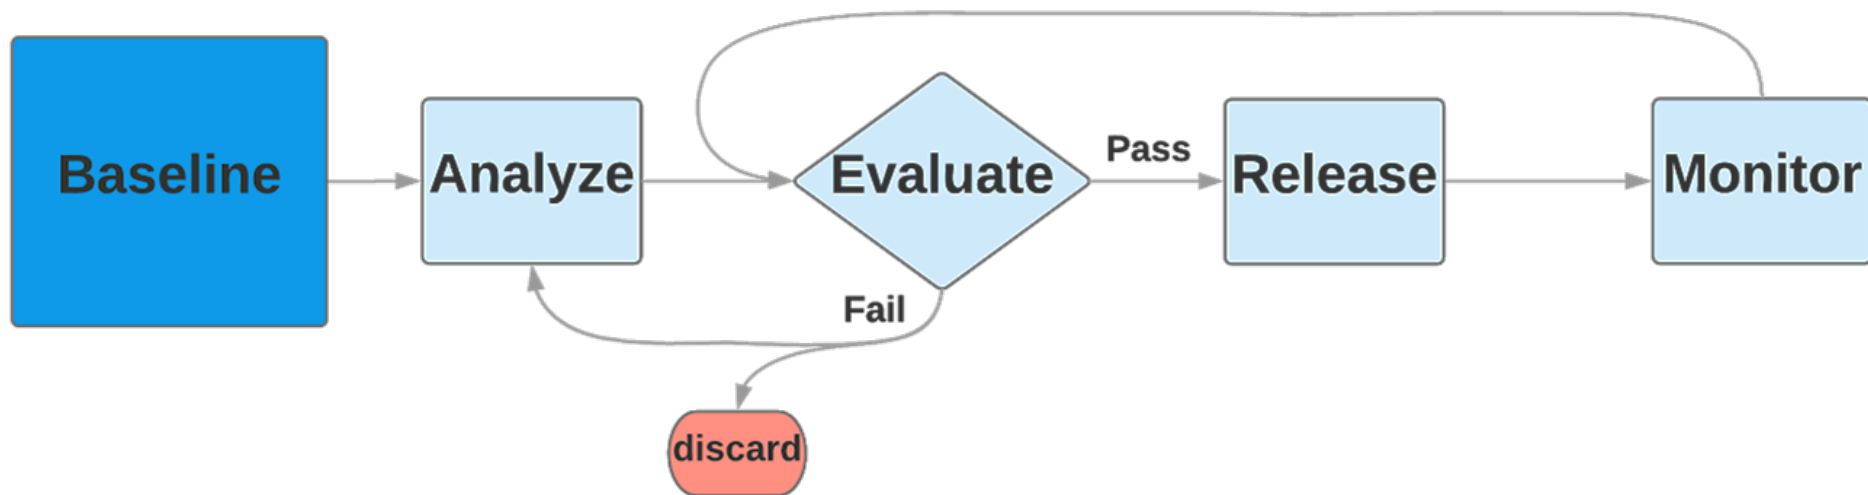 Baseline
Analyze
Evaluate
Pass
Release
Monitor
Fail
discard